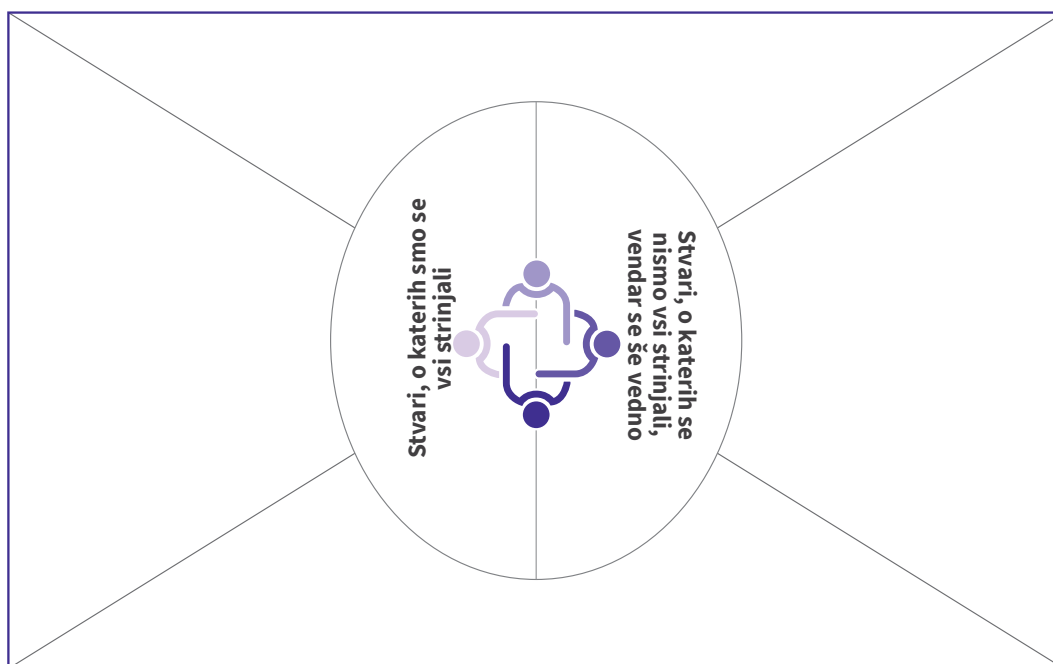 Stvari, o katerih smo se
vsi strinjali
Stvari, o katerih se
nismo vsi strinjali,
vendar se še vedno